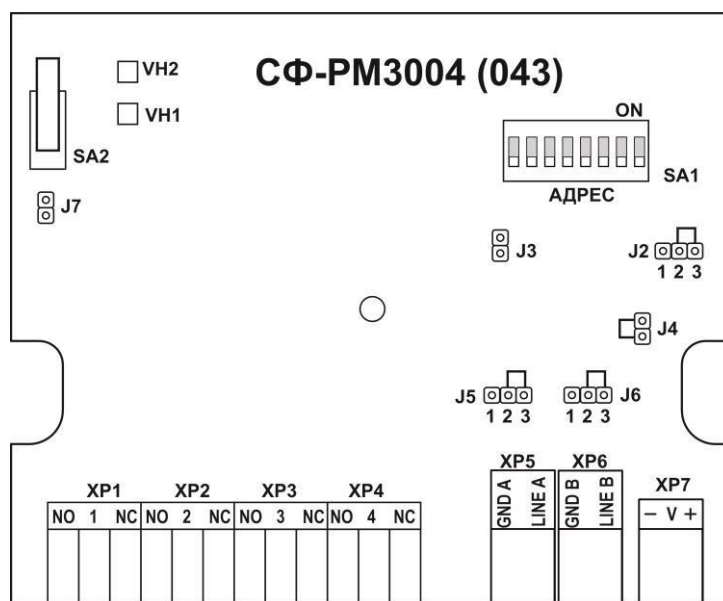 СФ-РМ3004 (043)
VH2
VH1
SA2
J7
ON
SA1
АДРЕС
J3
J2
1 2 3
J4
J5
1 2 3
J6
1 2 3
XP1 XP2 XP3 XP4
NO 1 NC NO 2 NC NO 3 NC NO 4 NC
XP5 XP6
GND A
LINE A
GND B
LINE B
XP7
– V +